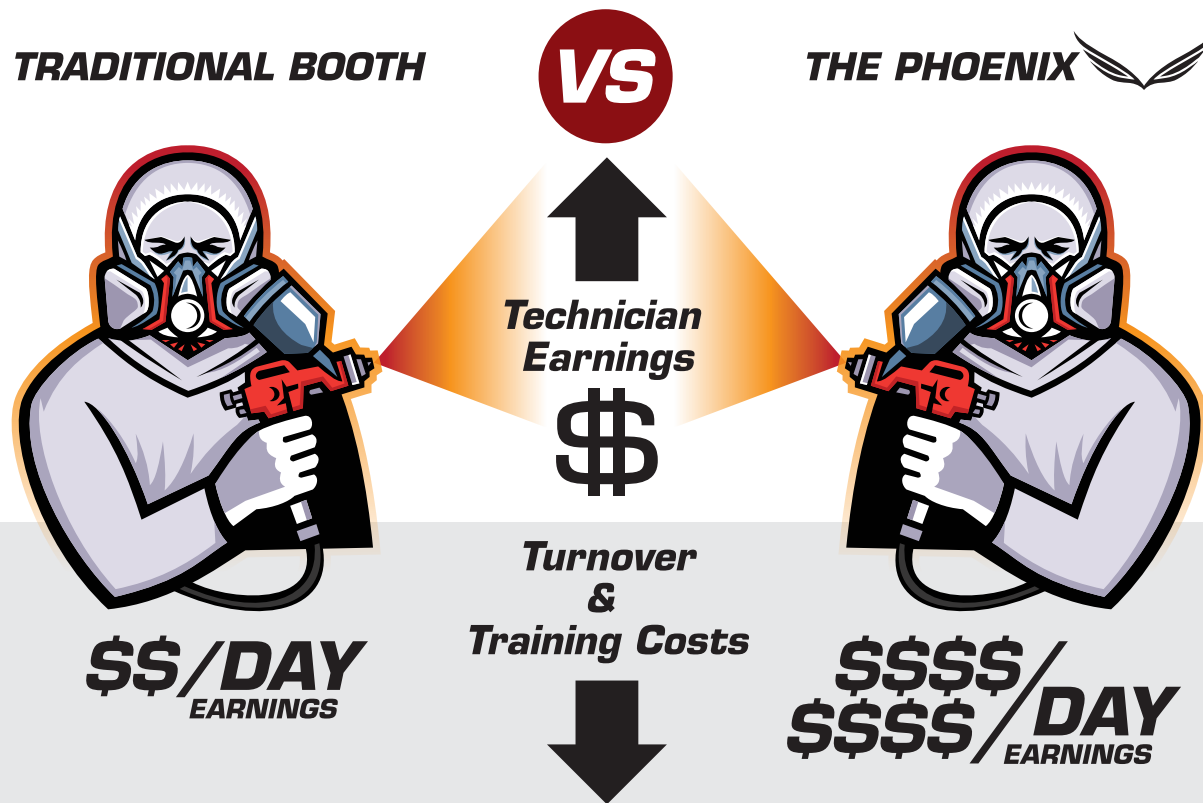 TRADITIONAL BOOTH
VS
THE PHOENIX
Technician
Earnings
$
Turnover
&
Training Costs
$$/DAY
EARNINGS
$$$$/
$$$$/DAY
EARNINGS